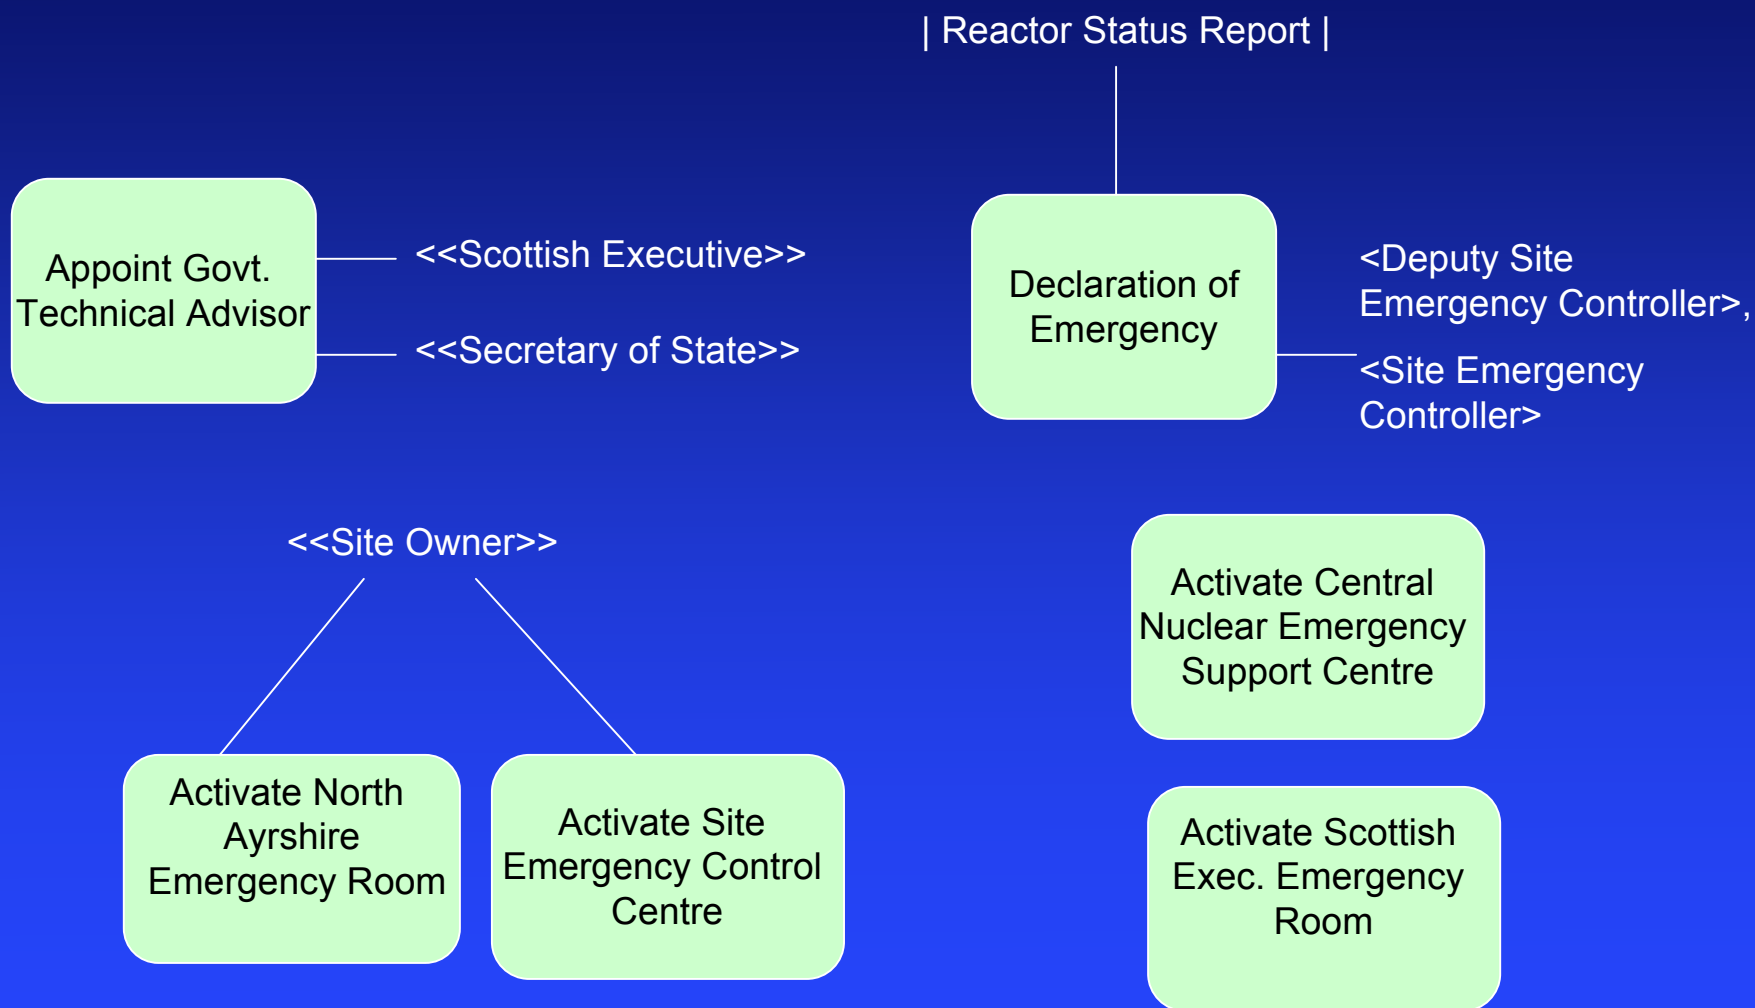 | Reactor Status Report |
Appoint Govt.
Technical Advisor
<<Scottish Executive>>
<<Secretary of State>>
Declaration of
Emergency
<Deputy Site
Emergency Controller>,
<Site Emergency
Controller>
<<Site Owner>>
Activate Central
Nuclear Emergency
Support Centre
Activate North
Ayrshire
Emergency Room
Activate Site
Emergency Control
Centre
Activate Scottish
Exec. Emergency
Room